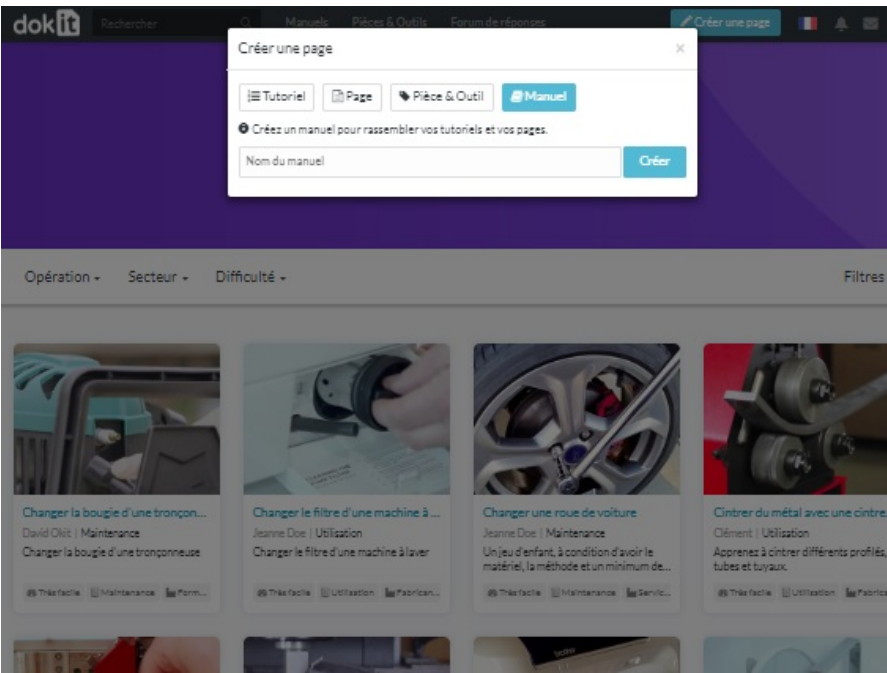 dokit Rechercher Manuels Pièces & Outils Forum de réponses Créer une page
Créer une page ×
Tutoriel Page Pièce & Outil Manuel
Créez un manuel pour rassembler vos tutoriels et vos pages.
Nom du manuel Créer
Opération Secteur Difficulté Filtres
Changer la bougie d'une tronçon... Changer le filtre d'une machine à ... Changer une roue de voiture Cintrer du métal avec une cintre
David Okit | Maintenance Jeanne Doe | Utilisation Jeanne Doe | Maintenance Clément | Utilisation
Changer la bougie d'une tronçonneuse Changer le filtre d'une machine à laver Un jeu d'enfant, à condition d'avoir le Apprenez à cintrer différents profilés,
matériel, la méthode et un minimum de... tubes et tuyaux.
Très facile Maintenance Form... Très facile Utilisation Fabrican... Très facile Maintenance Servic... Très facile Utilisation Fabrica
brother